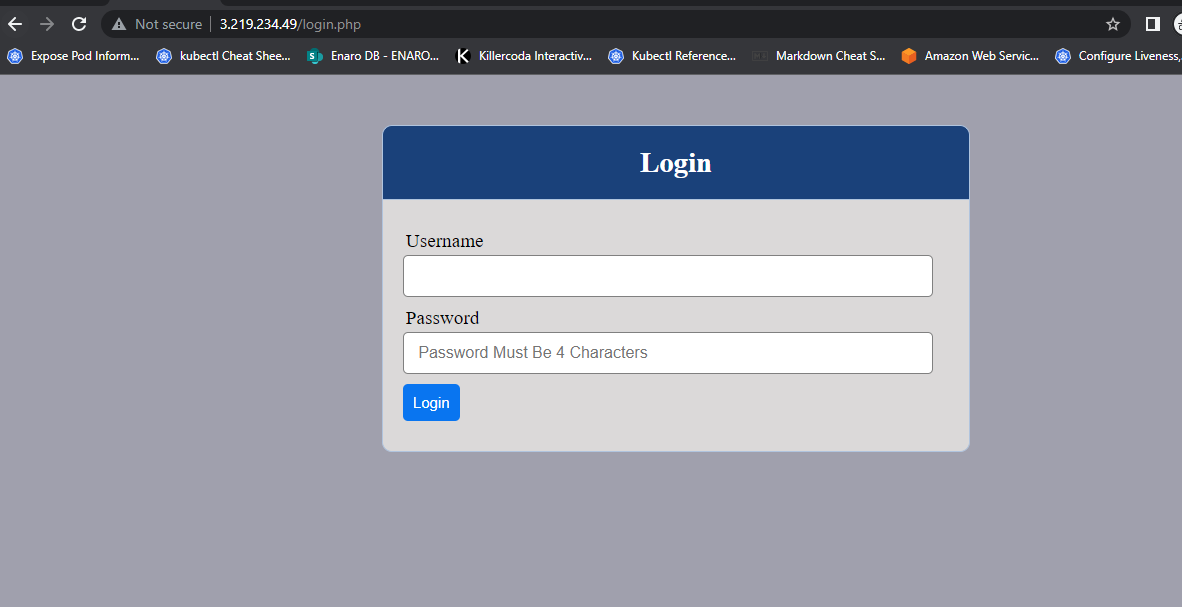 Not secure | 3.219.234.49/login.php
Expose Pod Inform... kubectl Cheat Shee... S Enaro DB - ENARO... K Killercoda Interactiv... Kubectl Reference... Markdown Cheat S... Amazon Web Servic... Configure Liveness,
Login
Username
Password
Password Must Be 4 Characters
Login